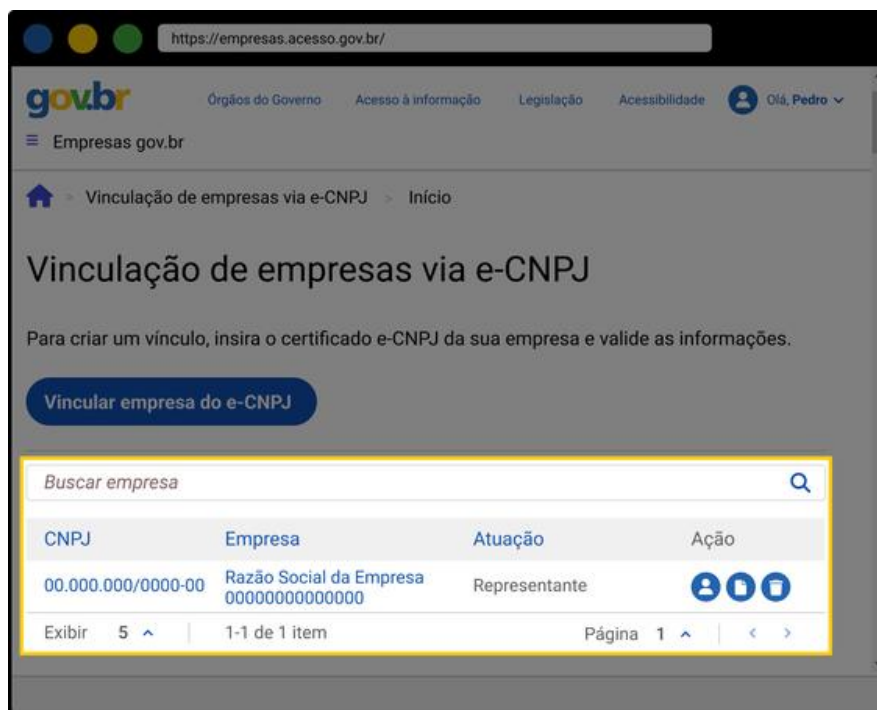 https://empresas.acesso.gov.br/
gov.br
Órgãos do Governo
Acesso à informação
Legislação
Acessibilidade
Olá, Pedro
Empresas gov.br
> Vinculação de empresas via e-CNPJ > Início
Vinculação de empresas via e-CNPJ
Para criar um vínculo, insira o certificado e-CNPJ da sua empresa e valide as informações.
Vincular empresa do e-CNPJ
Buscar empresa
CNPJ Empresa Atuação Ação
00.000.000/0000-00 Razão Social da Empresa Representante
00000000000000
Exibir 5 1-1 de 1 item Página 1 < >